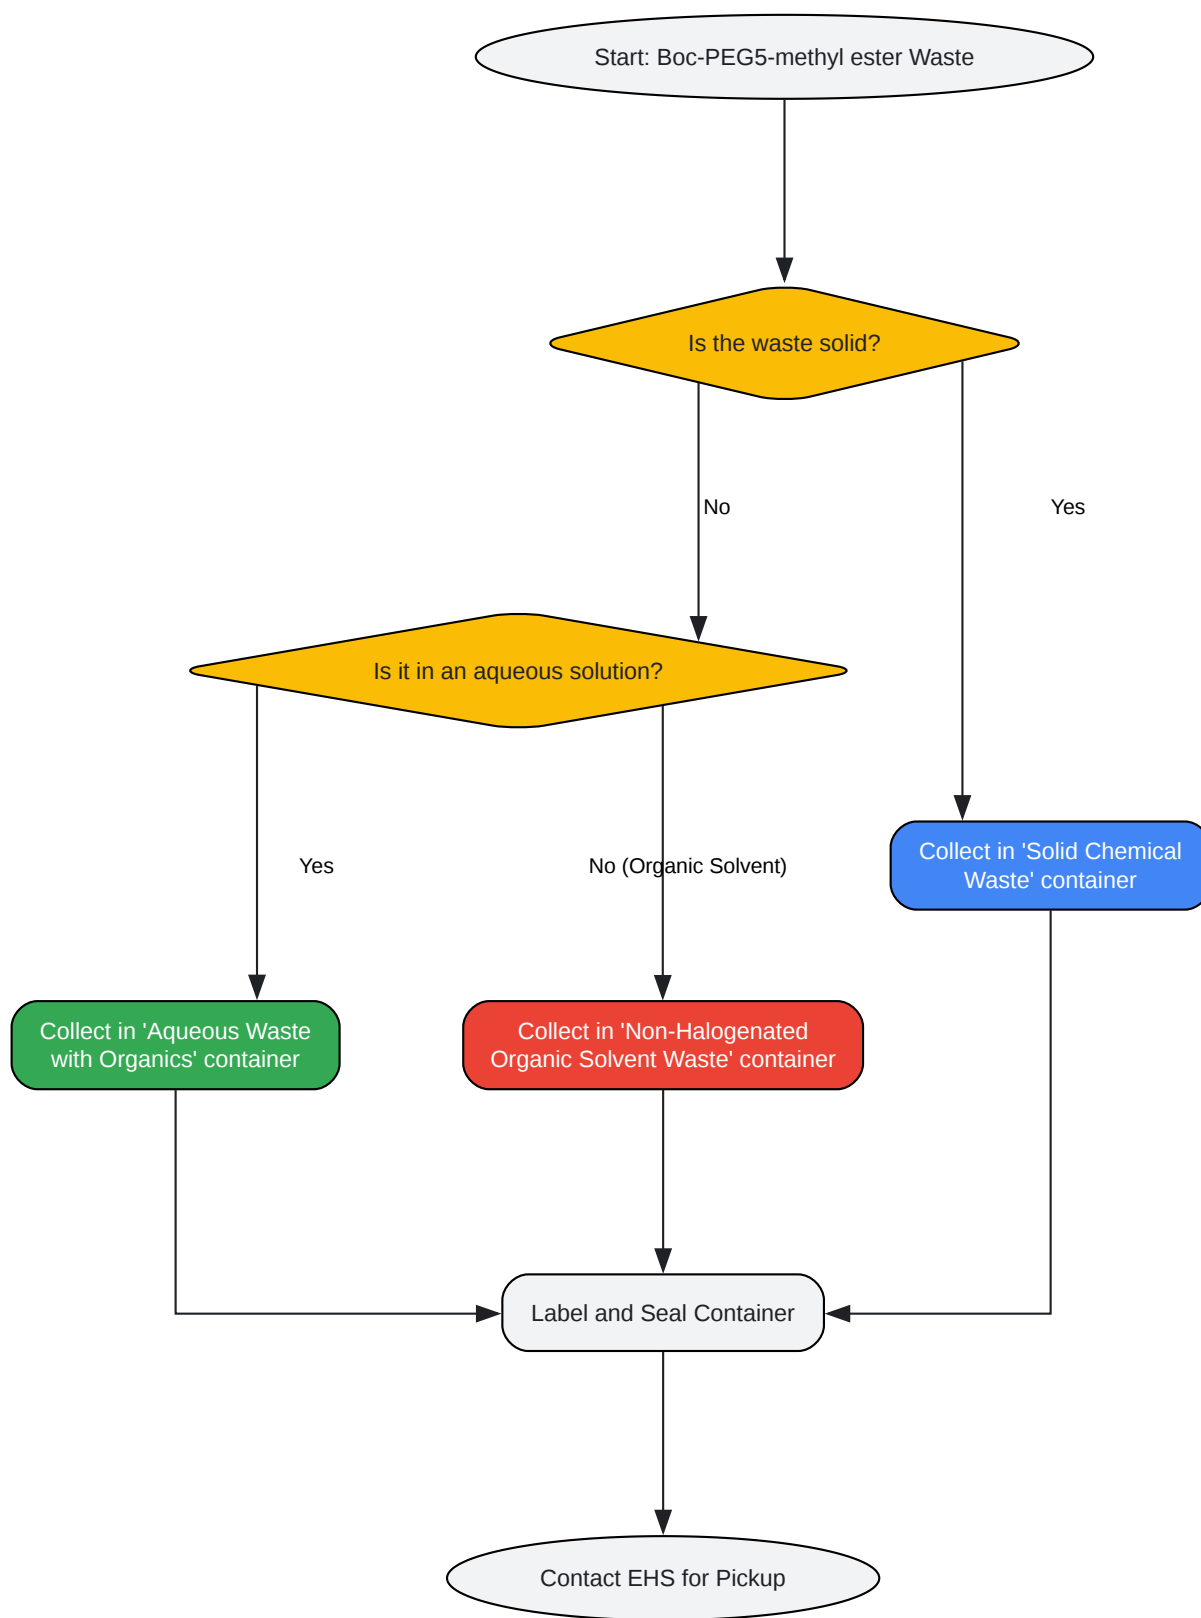 Start: Boc-PEG5-methyl ester Waste
Is the waste solid?
No
Yes
Is it in an aqueous solution?
Yes
No (Organic Solvent)
Collect in 'Solid Chemical
Waste' container
Collect in 'Aqueous Waste
with Organics' container
Collect in 'Non-Halogenated
Organic Solvent Waste' container
Label and Seal Container
Contact EHS for Pickup